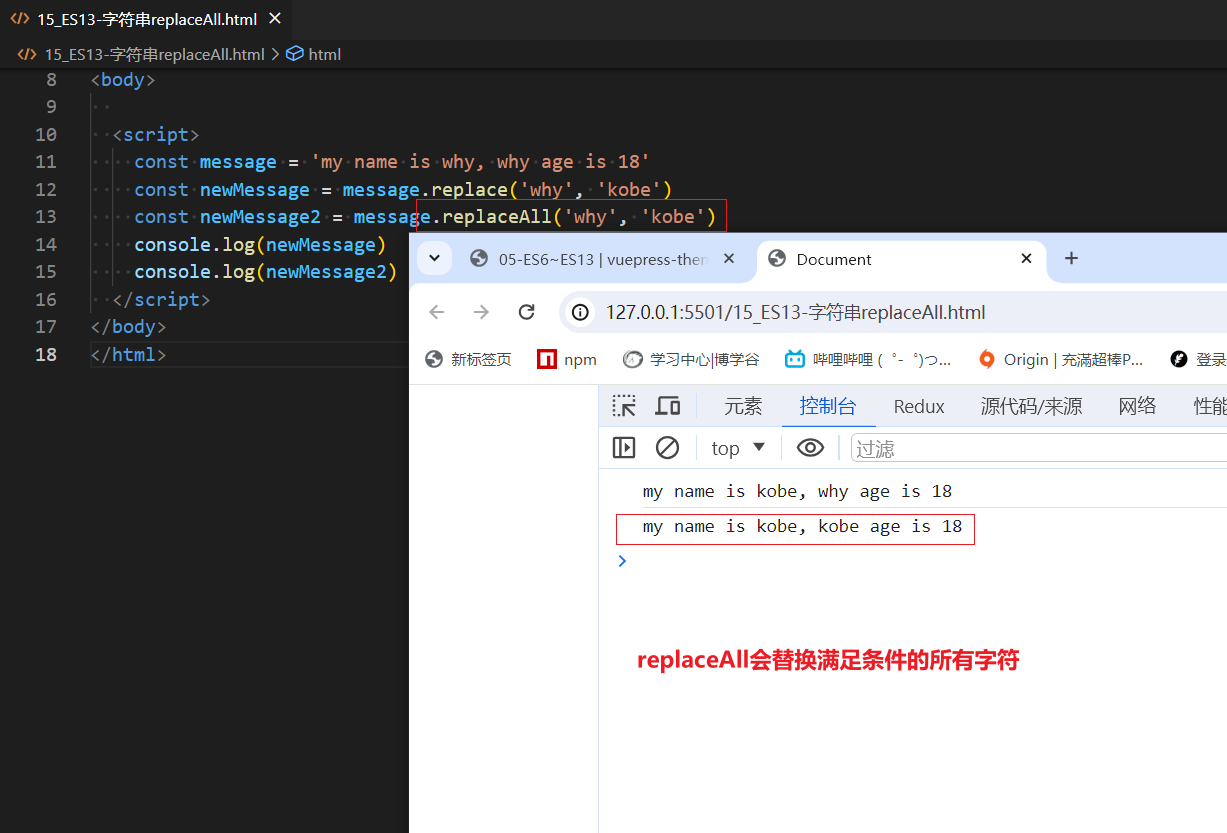 15_ES13-字符串replaceAll.html
15_ES13-字符串replaceAll.html > html
8 <body>
9
10 <script>
11 const message = 'my name is why, why age is 18'
12 const newMessage = message.replace('why', 'kobe')
13 const newMessage2 = message.replaceAll('why', 'kobe')
14 console.log(newMessage)
15 console.log(newMessage2)
16 </script>
17 </body>
18 </html>
05-ES6~ES13 | vuepress-then
Document
127.0.0.1:5501/15_ES13-字符串replaceAll.html
新标签页 npm 学习中心|博学谷 哔哩哔哩 (゜-゜)つ... Origin | 充滿超棒P... 登录
元素 控制台 Redux 源代码/来源 网络 性能
top 过滤
my name is kobe, why age is 18
my name is kobe, kobe age is 18
replaceAll会替换满足条件的所有字符